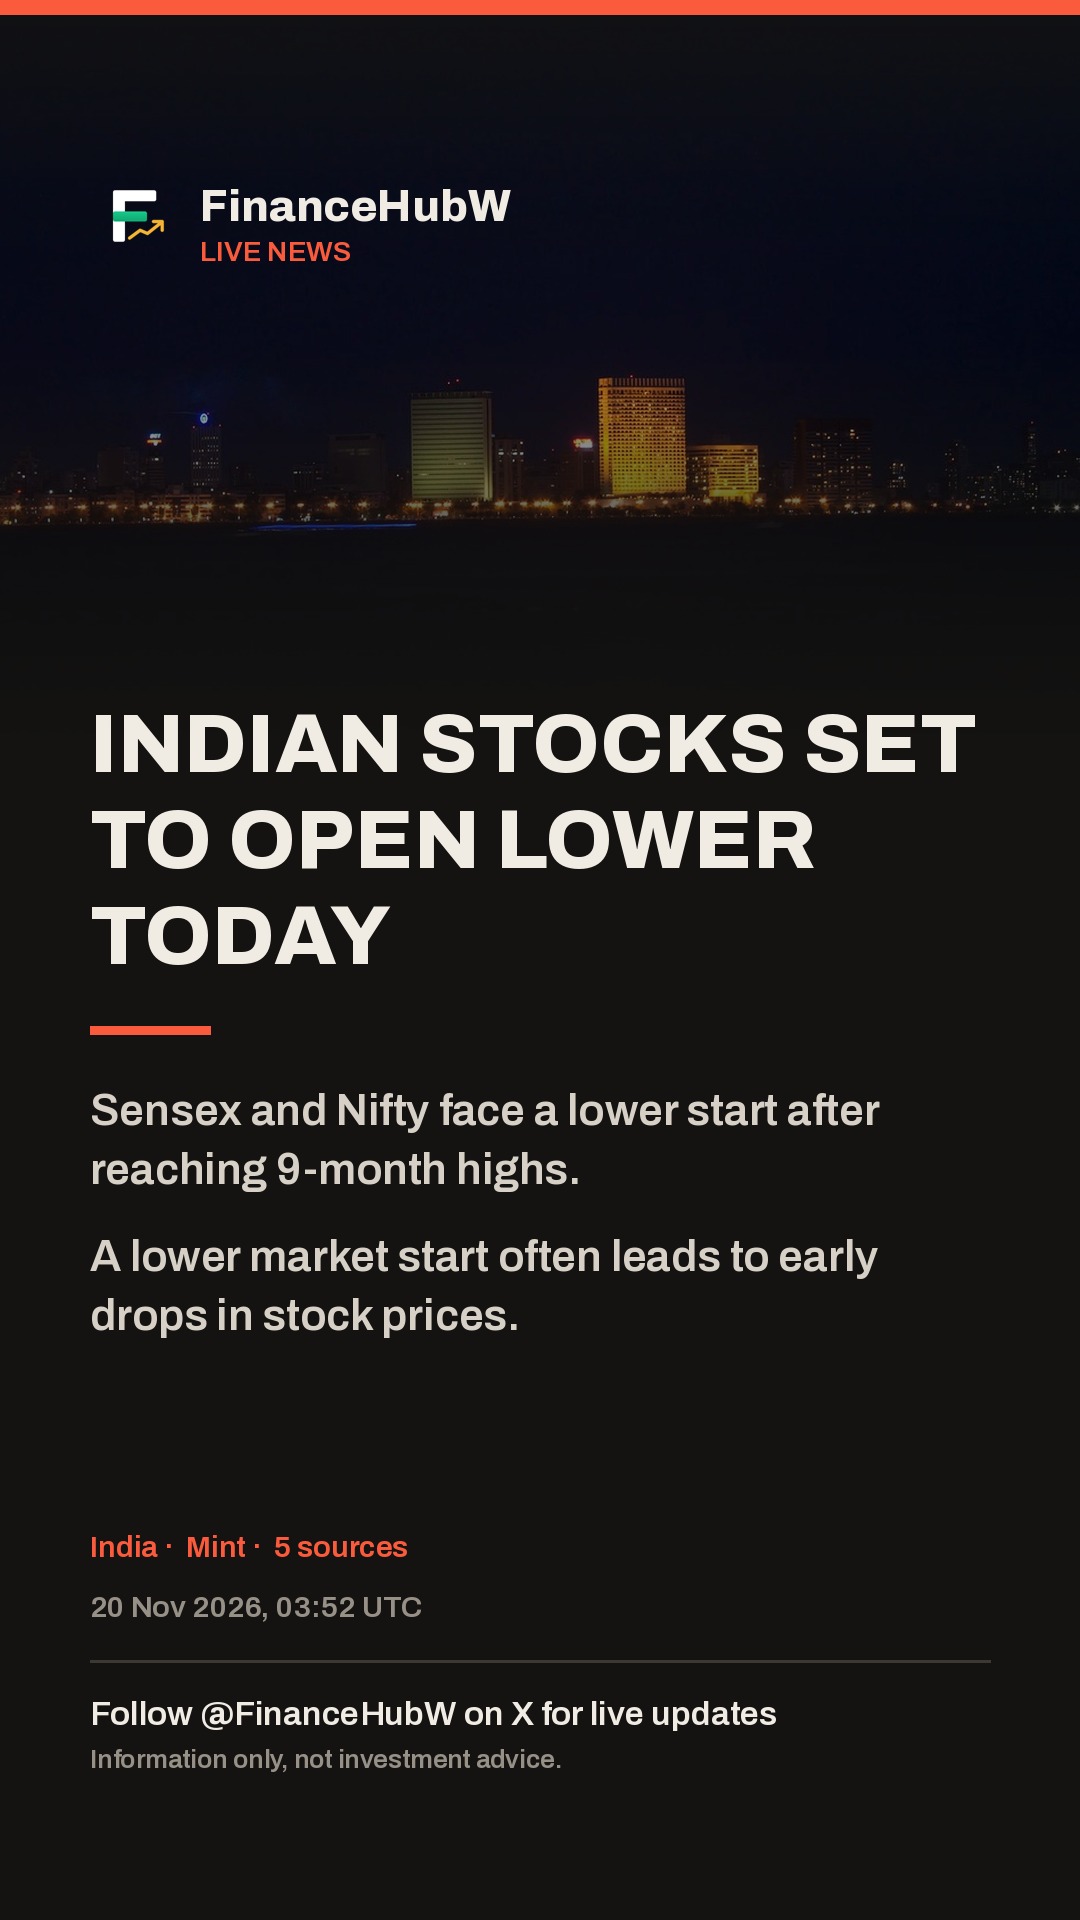 FinanceHubW
LIVE NEWS
INDIAN STOCKS SET
TO OPEN LOWER
TODAY
Sensex and Nifty face a lower start after
reaching 9-month highs.
A lower market start often leads to early
drops in stock prices.
India · Mint · 5 sources
20 Nov 2026, 03:52 UTC
Follow @FinanceHubW on X for live updates
Information only, not investment advice.